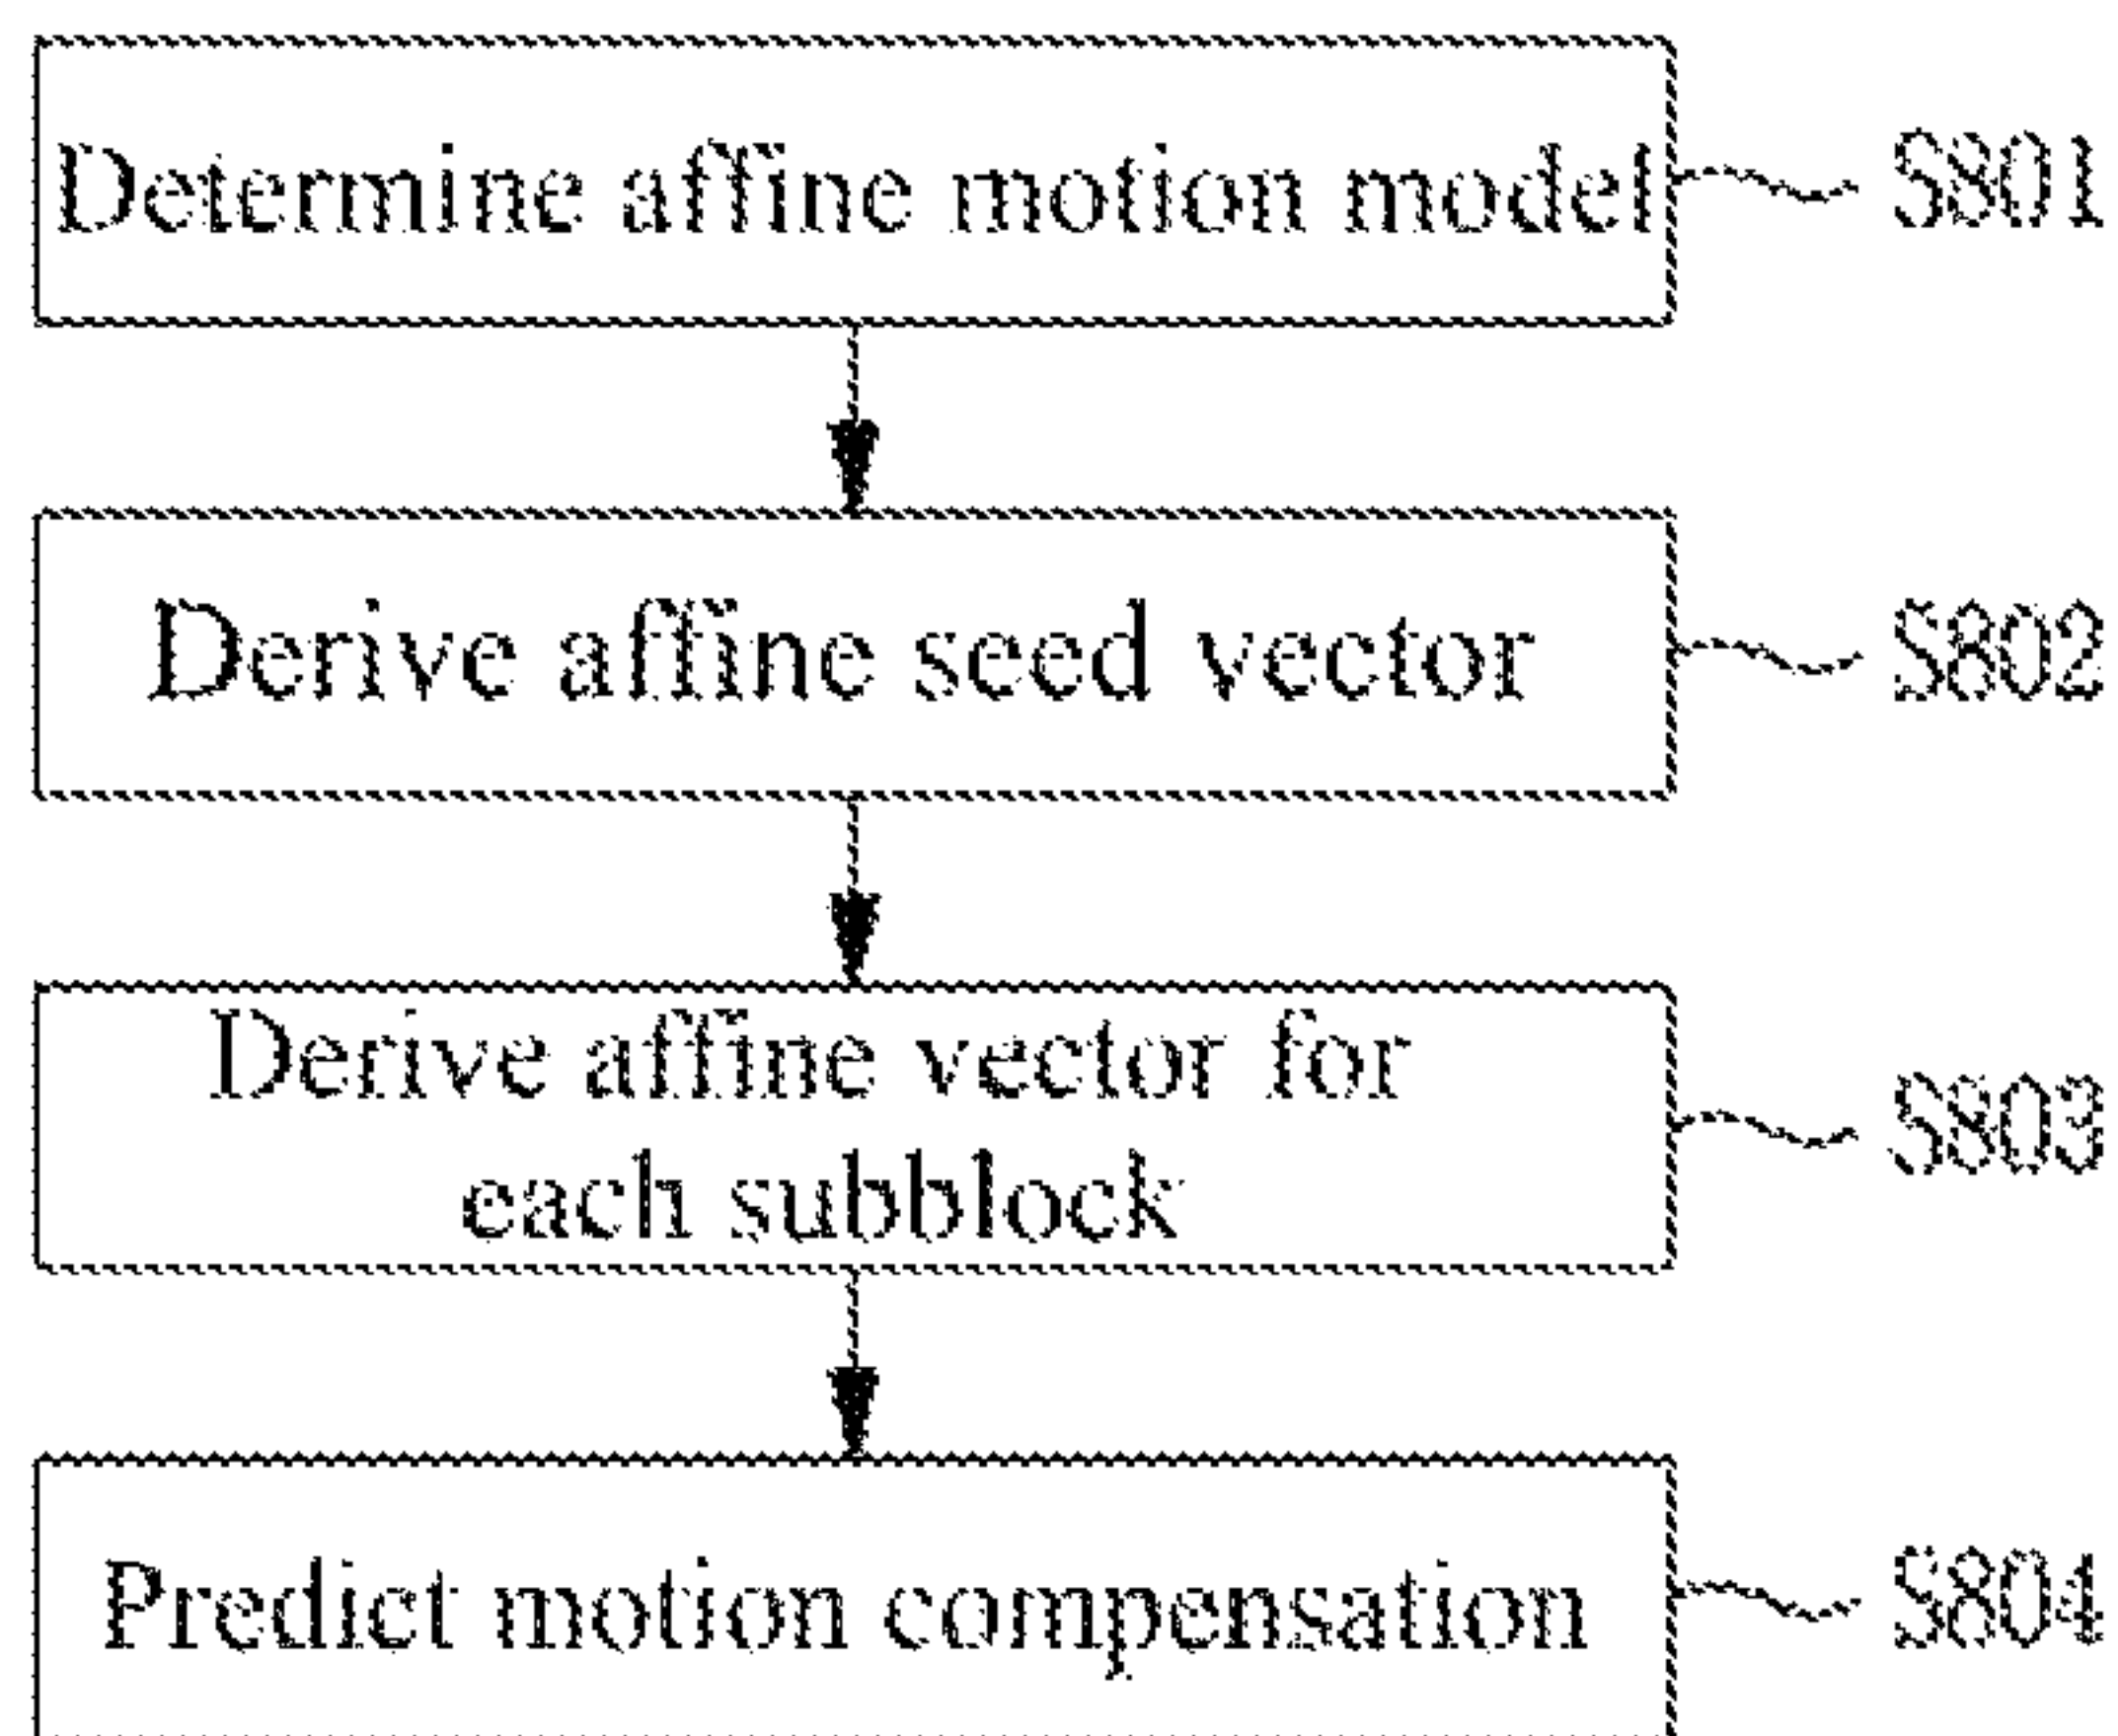 Determine affine motion model S801
Derive affine seed vector S802
Derive affine vector for
each subblock S803
Predict motion compensation S804